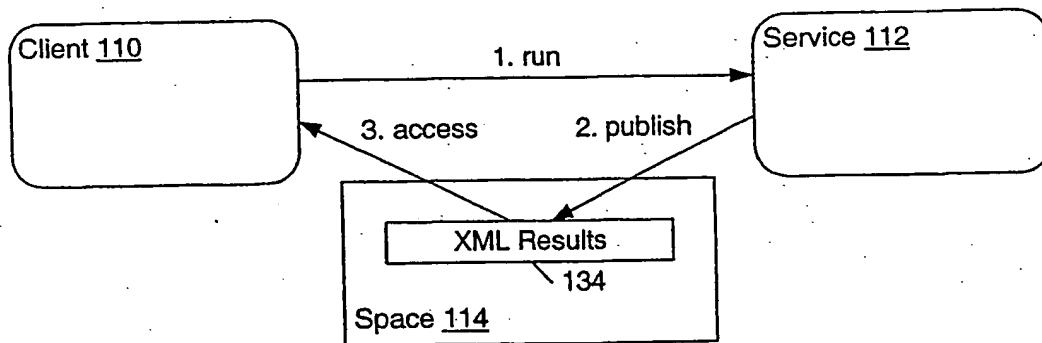 Client 110
Service 112
1. run
3. access
2. publish
XML Results
134
Space 114